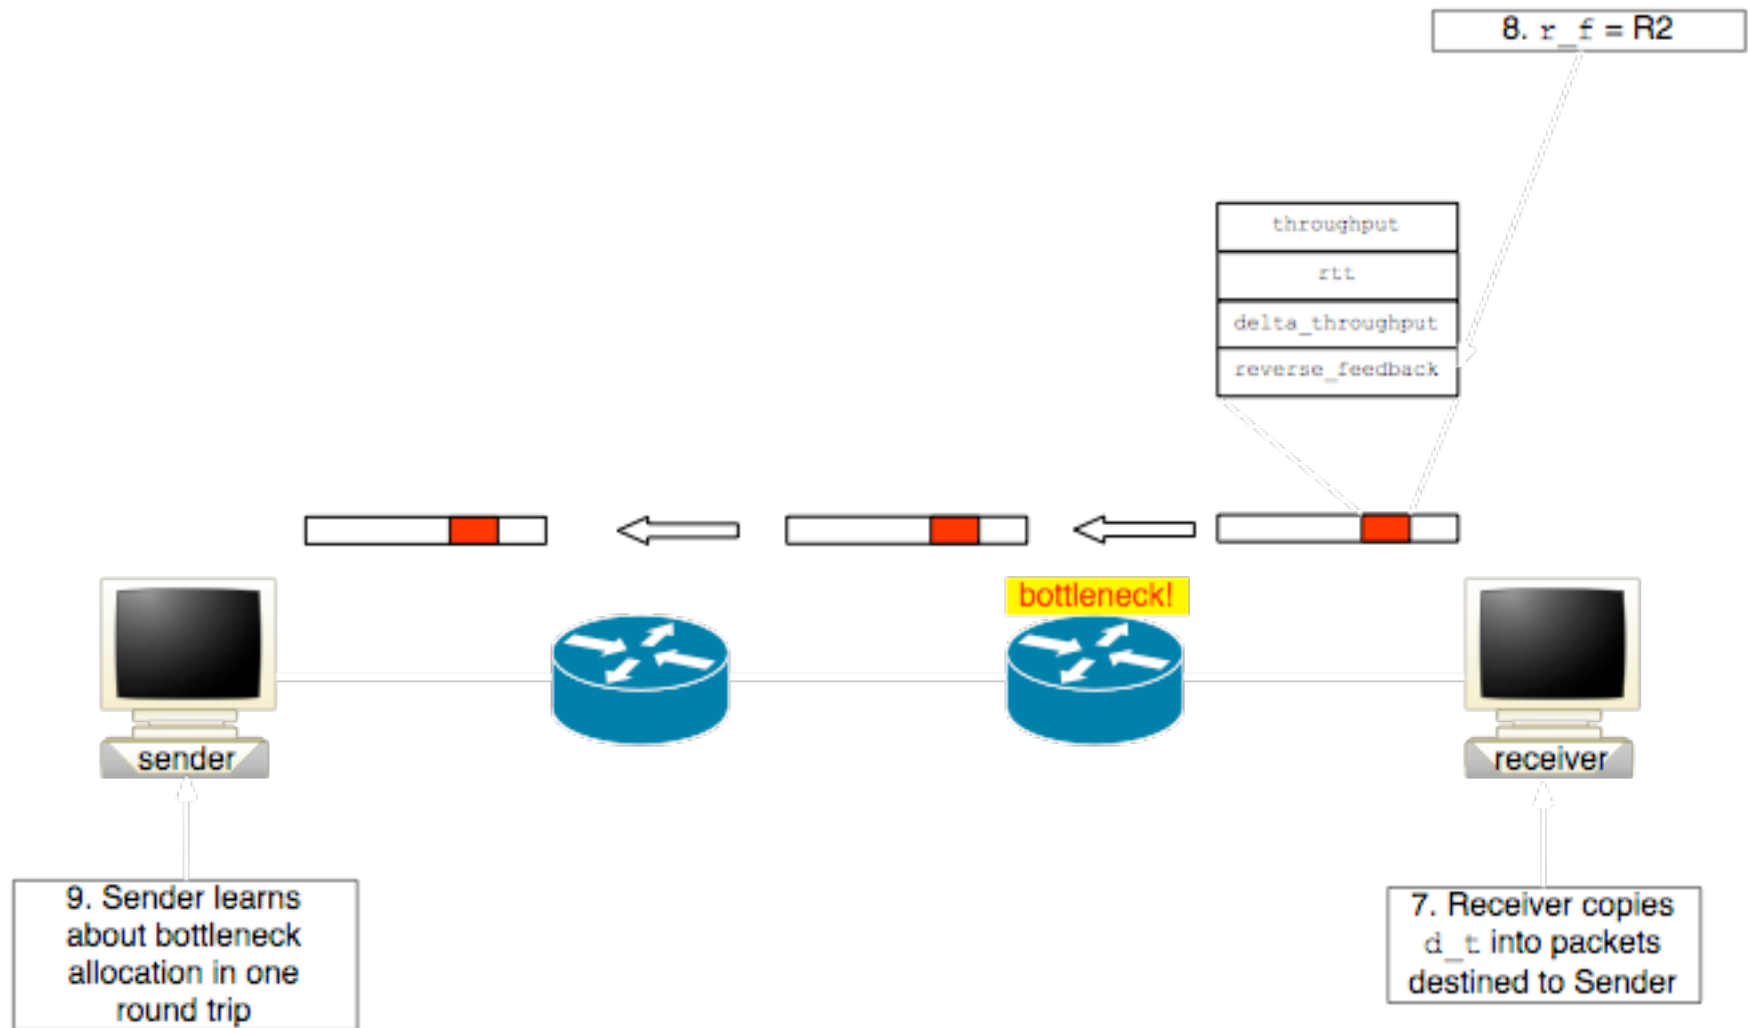 8. r_f = R2
throughput
rtt
delta_throughput
reverse_feedback
bottleneck!
sender
receiver
9. Sender learns
about bottleneck
allocation in one
round trip
7. Receiver copies
d_t into packets
destined to Sender